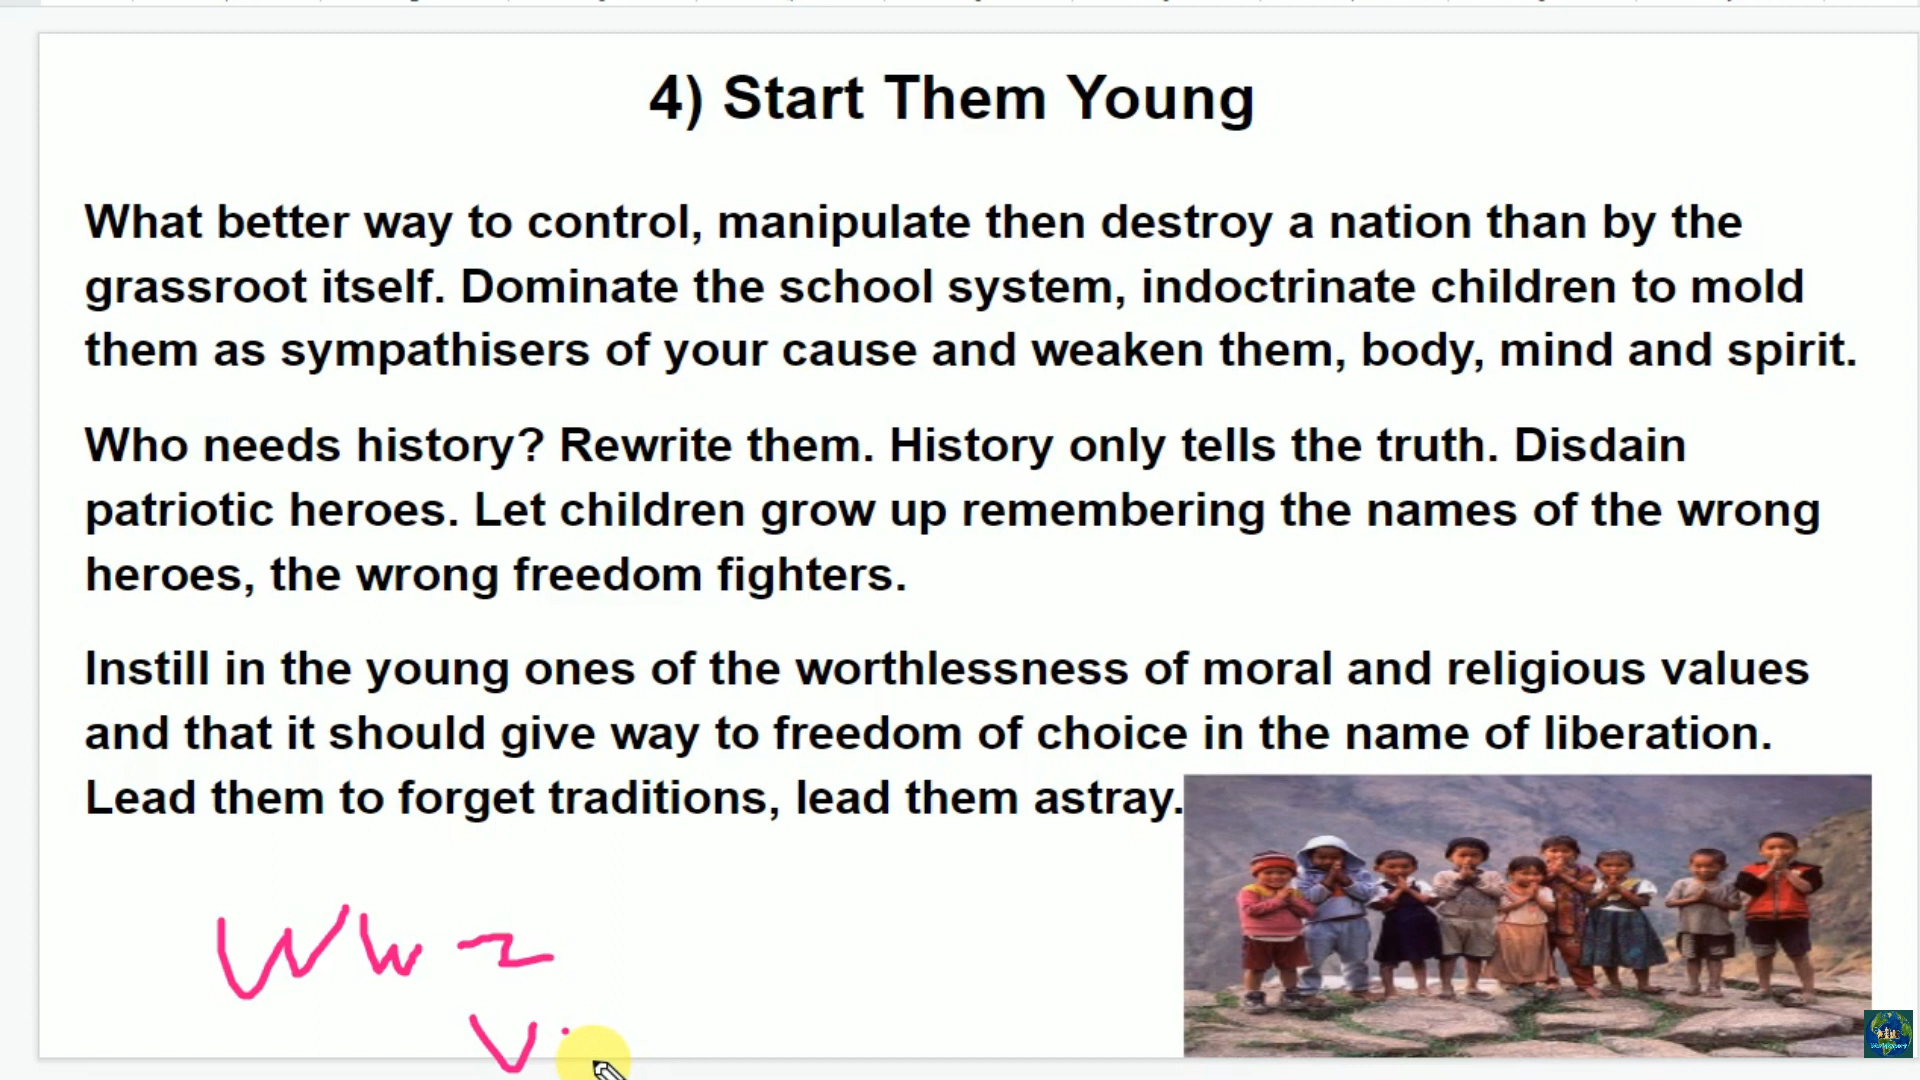 4) Start Them Young
What better way to control, manipulate then destroy a nation than by the
grassroot itself. Dominate the school system, indoctrinate children to mold
them as sympathisers of your cause and weaken them, body, mind and spirit.
Who needs history? Rewrite them. History only tells the truth. Disdain
patriotic heroes. Let children grow up remembering the names of the wrong
heroes, the wrong freedom fighters.
Instill in the young ones of the worthlessness of moral and religious values
and that it should give way to freedom of choice in the name of liberation.
Lead them to forget traditions, lead them astray.